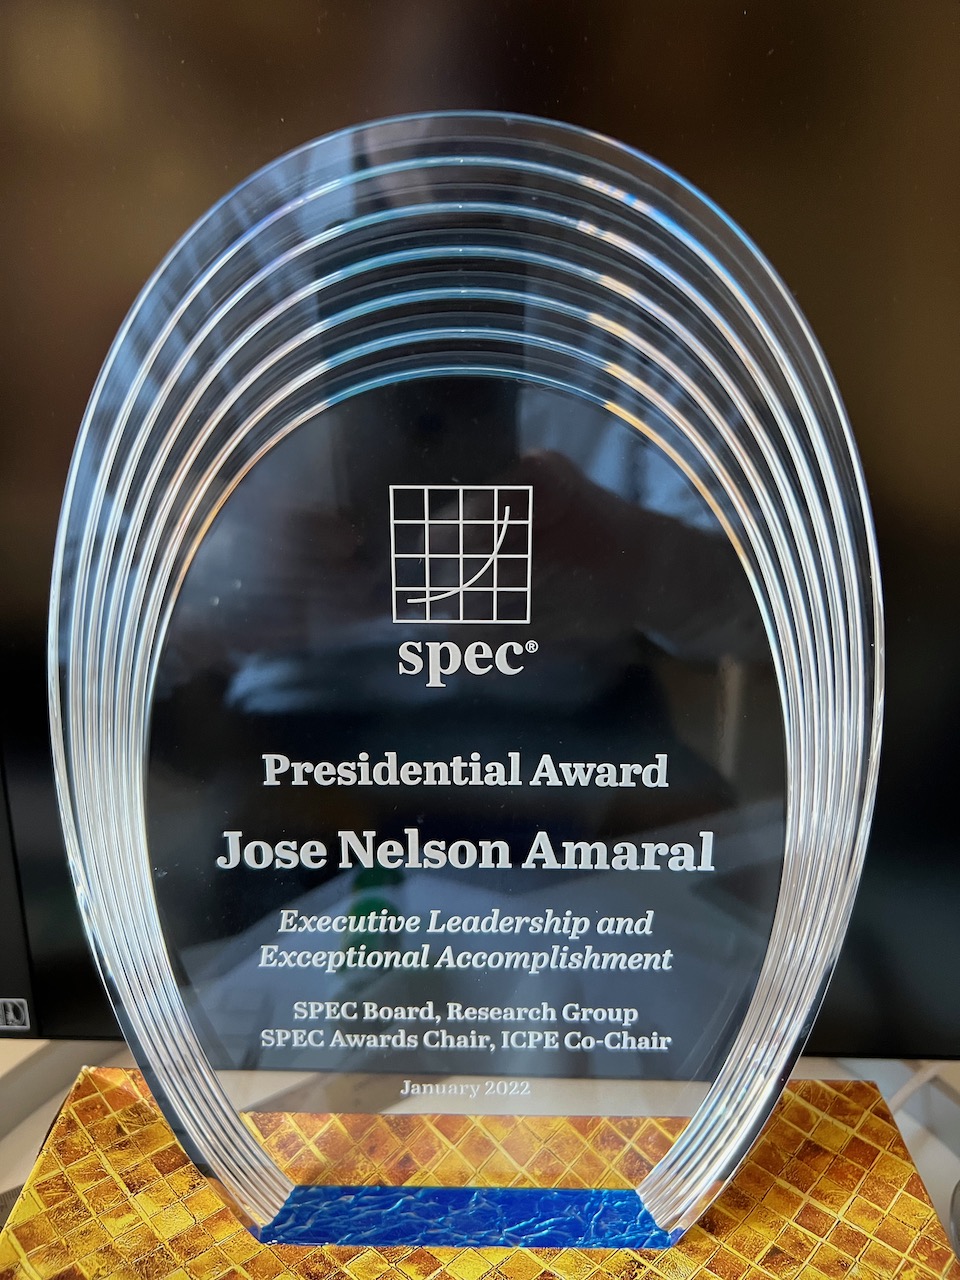 spec®
Presidential Award
Jose Nelson Amaral
Executive Leadership and
Exceptional Accomplishment
SPEC Board, Research Group
SPEC Awards Chair, ICPE Co-Chair
January 2022